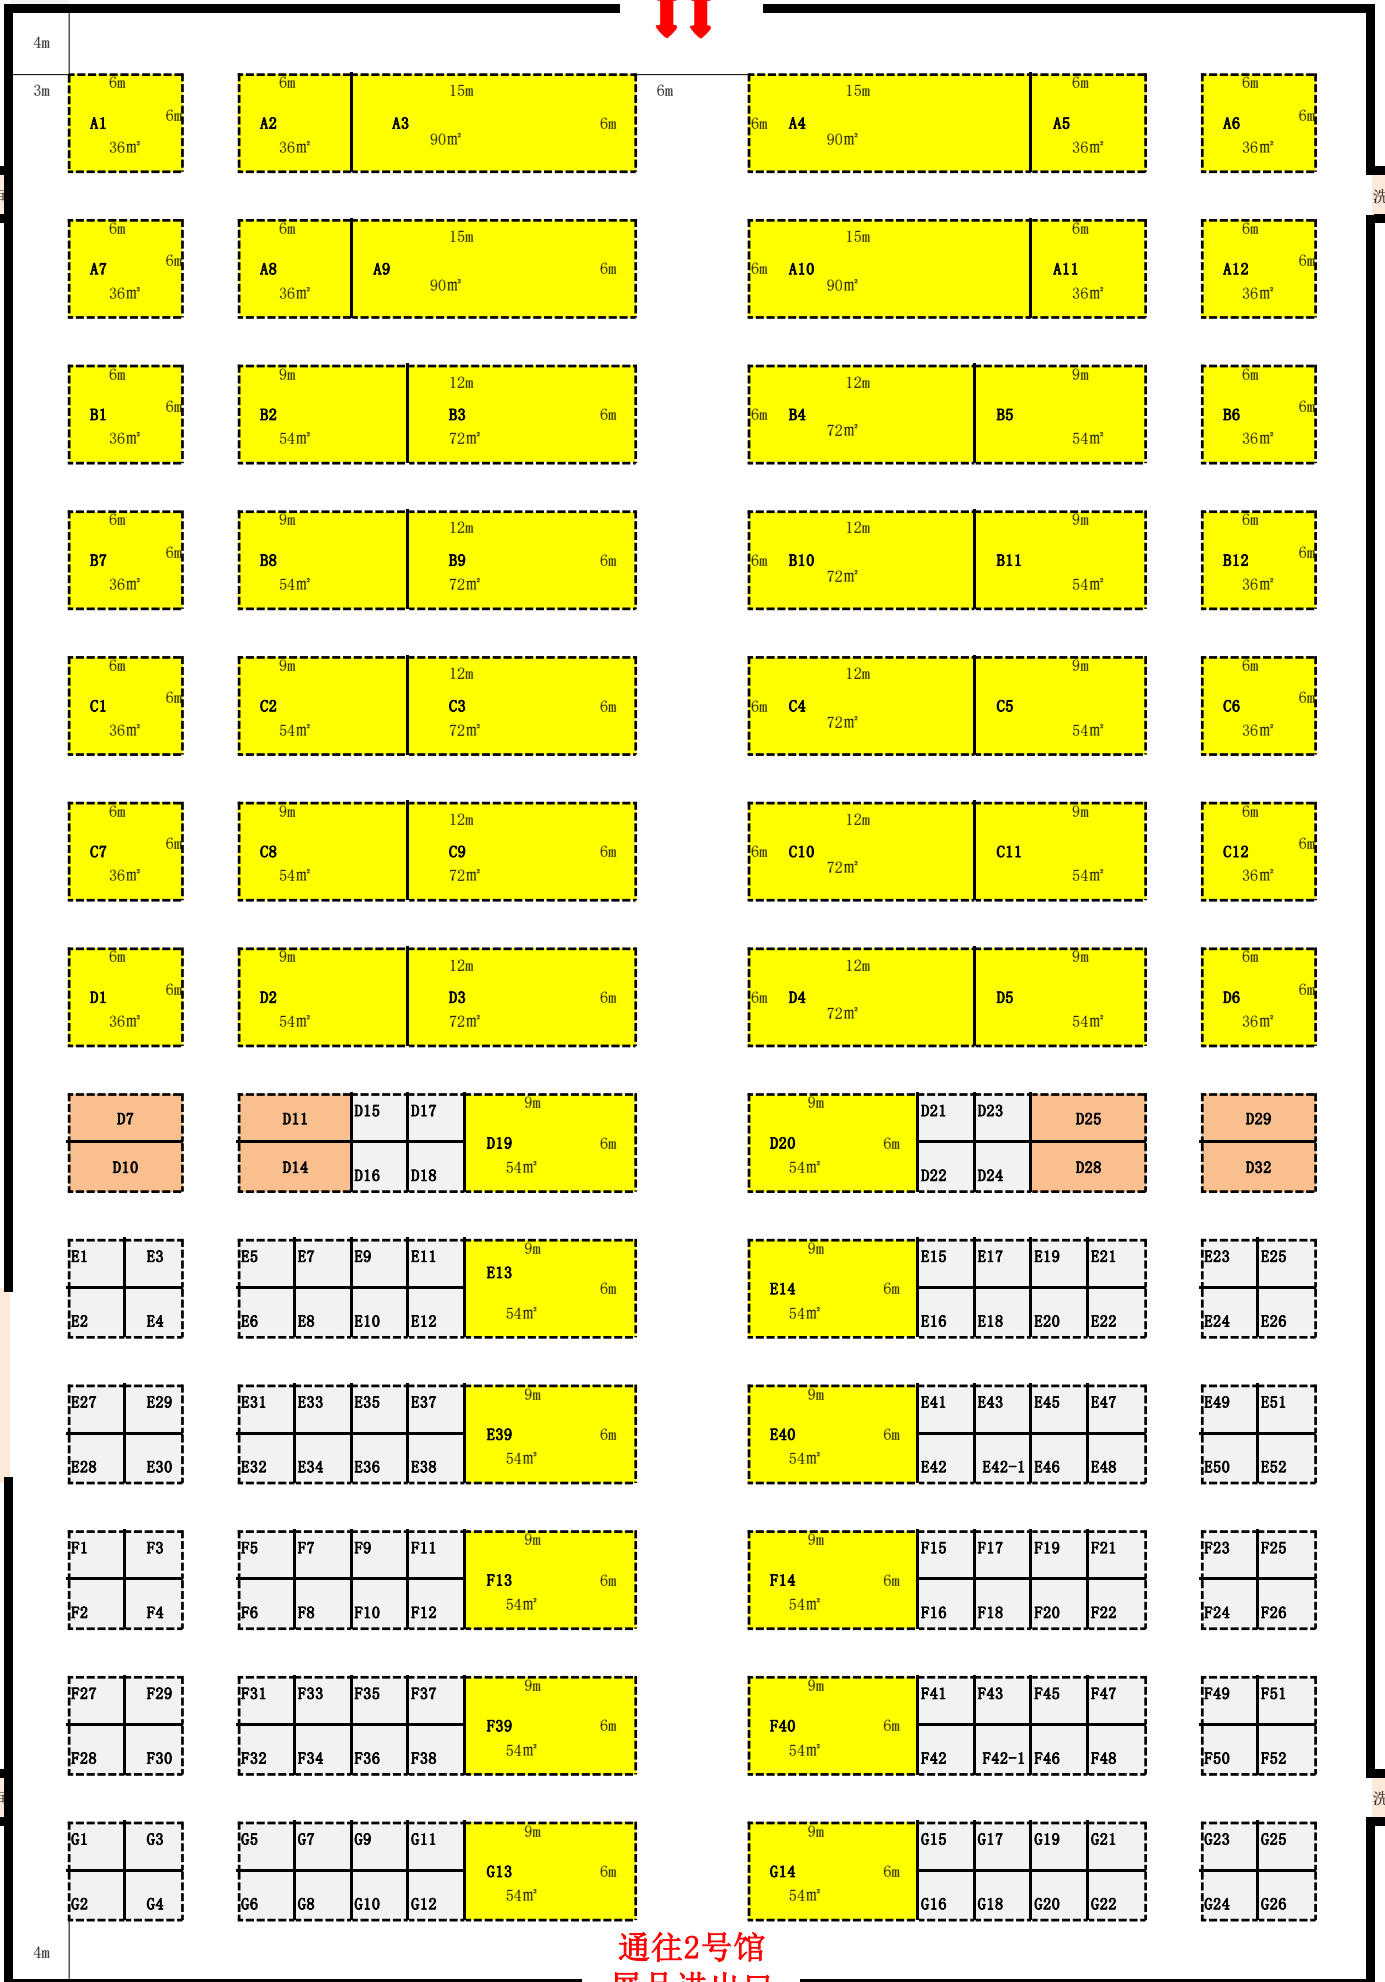 4m
3m
6m 6m 15m 6m 15m 6m 6m
A1 6m A2 A3 6m 6m A4 A5 A6 6m
36m² 36m² 90m² 90m² 36m² 36m²
洗
6m 6m 15m 15m 6m 6m
A7 6m A8 A9 6m 6m A10 A11 A12 6m
36m² 36m² 90m² 90m² 36m² 36m²
6m 9m 12m 12m 9m 6m
B1 6m B2 B3 6m 6m B4 B5 B6 6m
36m² 54m² 72m² 72m² 54m² 36m²
6m 9m 12m 12m 9m 6m
B7 6m B8 B9 6m 6m B10 B11 B12 6m
36m² 54m² 72m² 72m² 54m² 36m²
6m 9m 12m 12m 9m 6m
C1 6m C2 C3 6m 6m C4 C5 C6 6m
36m² 54m² 72m² 72m² 54m² 36m²
6m 9m 12m 12m 9m 6m
C7 6m C8 C9 6m 6m C10 C11 C12 6m
36m² 54m² 72m² 72m² 54m² 36m²
6m 9m 12m 12m 9m 6m
D1 6m D2 D3 6m 6m D4 D5 D6 6m
36m² 54m² 72m² 72m² 54m² 36m²
D7 D11 D15 D17 9m 9m D21 D23 D25 D29
D19 6m D20 6m
D10 D14 D16 D18 54m² 54m² D22 D24 D28 D32
E1 E3 E5 E7 E9 E11 9m 9m E15 E17 E19 E21 E23 E25
E13 6m E14 6m
E2 E4 E6 E8 E10 E12 54m² 54m² E16 E18 E20 E22 E24 E26
E27 E29 E31 E33 E35 E37 9m 9m E41 E43 E45 E47 E49 E51
E39 6m E40 6m
E28 E30 E32 E34 E36 E38 54m² 54m² E42 E42-1 E46 E48 E50 E52
F1 F3 F5 F7 F9 F11 9m 9m F15 F17 F19 F21 F23 F25
F13 6m F14 6m
F2 F4 F6 F8 F10 F12 54m² 54m² F16 F18 F20 F22 F24 F26
F27 F29 F31 F33 F35 F37 9m 9m F41 F43 F45 F47 F49 F51
F39 6m F40 6m
F28 F30 F32 F34 F36 F38 54m² 54m² F42 F42-1 F46 F48 F50 F52
洗
G1 G3 G5 G7 G9 G11 9m 9m G15 G17 G19 G21 G23 G25
G13 6m G14 6m
G2 G4 G6 G8 G10 G12 54m² 54m² G16 G18 G20 G22 G24 G26
通往2号馆
4m